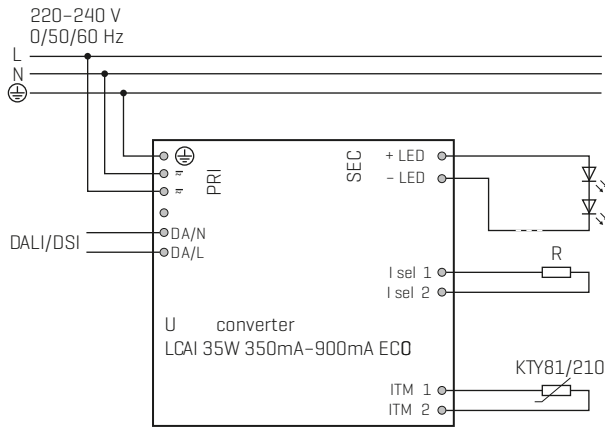 220–240 V
0/50/60 Hz
L
N
PRI
SEC
+ LED
– LED
DALI/DSI
DA/N
DA/L
I sel 1
I sel 2
R
U converter
LCAI 35W 350mA–900mA ECO
KTY81/210
ITM 1
ITM 2